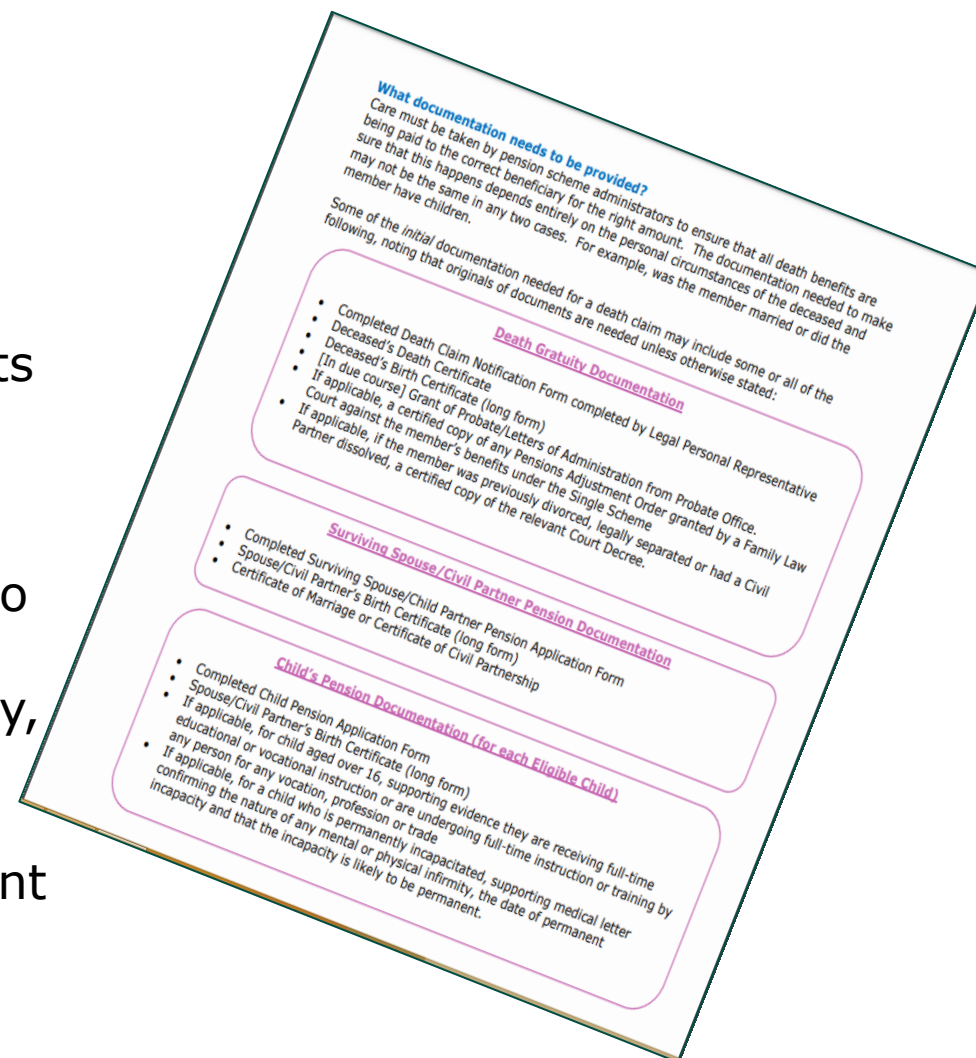 ts
o
y,
nt
What documentation needs to be provided?
Care must be taken by pension scheme administrators to ensure that all death benefits are
being paid to the correct beneficiary for the right amount. The documentation needed to make
sure that this happens depends entirely on the personal circumstances of the deceased and
may not be the same in any two cases. For example, was the member married or did the
member have children.
Some of the initial documentation needed for a death claim may include some or all of the
following, noting that originals of documents are needed unless otherwise stated:
Death Gratuity Documentation
• Completed Death Claim Notification Form completed by Legal Personal Representative
• Deceased's Death Certificate
• Deceased's Birth Certificate (long form)
• [In due course] Grant of Probate/Letters of Administration from Probate Office.
• If applicable, a certified copy of any Pensions Adjustment Order granted by a Family Law
Court against the member's benefits under the Single Scheme
• If applicable, if the member was previously divorced, legally separated or had a Civil
Partner dissolved, a certified copy of the relevant Court Decree.
Surviving Spouse/Civil Partner Pension Documentation
• Completed Surviving Spouse/Child Partner Pension Application Form
• Spouse/Civil Partner's Birth Certificate (long form)
• Certificate of Marriage or Certificate of Civil Partnership
Child's Pension Documentation (for each Eligible Child)
• Completed Child Pension Application Form
• Spouse/Civil Partner's Birth Certificate (long form)
• If applicable, for child aged over 16, supporting evidence they are receiving full-time
educational or vocational instruction or are undergoing full-time instruction or training by
any person for any vocation, profession or trade
• If applicable, for a child who is permanently incapacitated, supporting medical letter
confirming the nature of any mental or physical infirmity, the date of permanent
incapacity and that the incapacity is likely to be permanent.